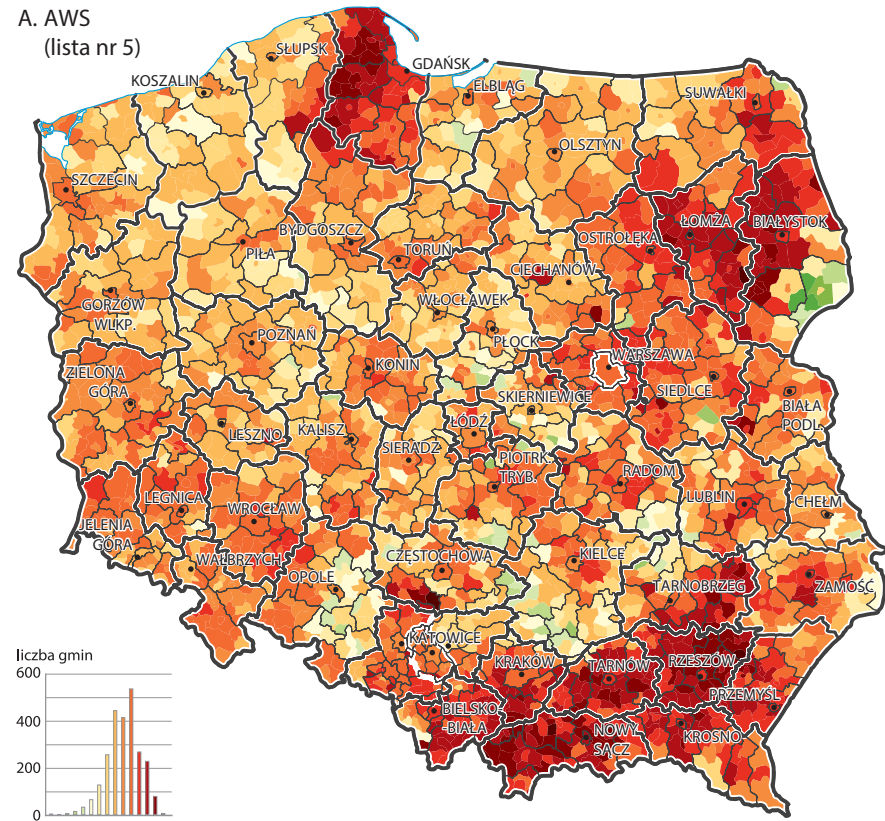 A. AWS
(lista nr 5)
SŁUPSK
GDAŃSK
KOSZALIN
ELBLĄG
SUWAŁKI
OLSZTYN
SZCZECIN
BYDGOSZCZ
PIŁA
TORUŃ
OSTROŁĘKA
ŁOMŻA
BIAŁYSTOK
CIECHANÓW
GORZÓW
WLKP.
WŁOCŁAWEK
POZNAŃ
PŁOCK
WARSZAWA
KONIN
ZIELONA
GÓRA
SKIERNIEWICE
SIEDLCE
BIAŁA
PODL.
LESZNO
KALISZ
ŁÓDŹ
SIERADZ
PIOTRK.
TRYB.
RADOM
LEGNICA
WROCŁAW
LUBLIN
CHEŁM
JELENIA
GÓRA
WAŁBRZYCH
OPOLE
CZĘSTOCHOWA
KIELCE
TARNOBRZEG
ZAMOŚĆ
KATOWICE
KRAKÓW
TARNÓW
RZESZÓW
PRZEMYŚL
BIELSKO-
-BIAŁA
NOWY
SĄCZ
KROSNO
liczba gmin
600
400
200
0